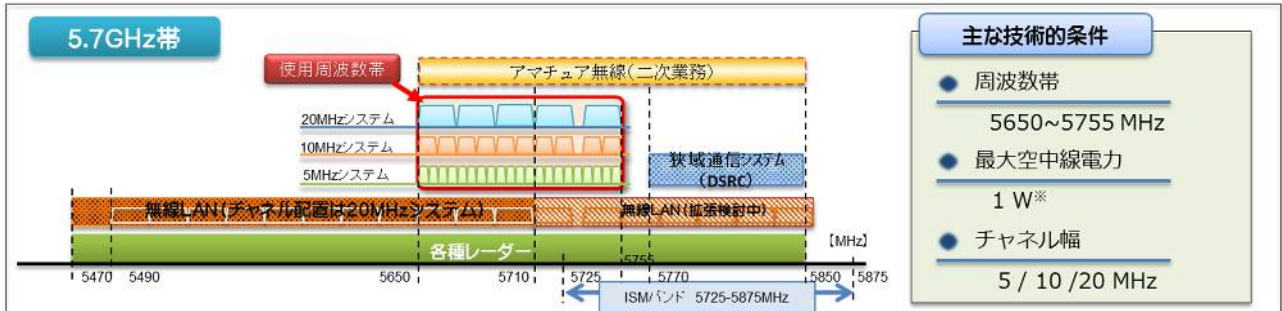 5.7GHz帯
使用周波数帯
アマチュア無線(二次業務)
20MHzシステム
10MHzシステム
5MHzシステム
狭域通信システム
(DSRC)
無線LAN(チャネル配置は20MHzシステム)
無線LAN(拡張検討中)
各種レーダー
【MHz】
5470 5490 5650 5710 5725 5755 5770 5850 5875
ISMバンド 5725-5875MHz
主な技術的条件
周波数帯
5650~5755 MHz
最大空中線電力
1 W※
チャネル幅
5 / 10 /20 MHz